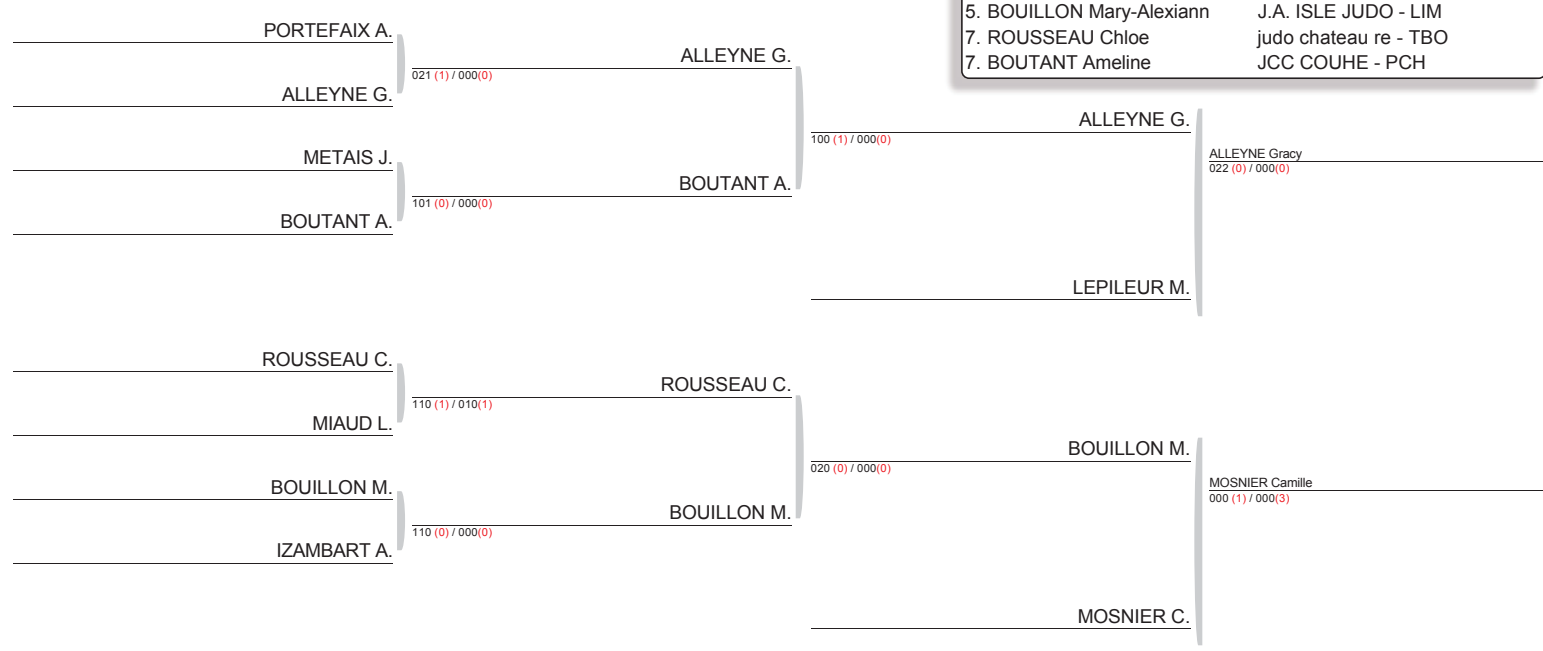 5. BOUILLON Mary-Alexiann J.A. ISLE JUDO - LIM
7. ROUSSEAU Chloe judo chateau re - TBO
7. BOUTANT Ameline JCC COUHE - PCH
PORTEFAIX A.
ALLEYNE G.
METAIS J.
BOUTANT A.
ROUSSEAU C.
MIAUD L.
BOUILLON M.
IZAMBART A.
ALLEYNE G.
021 (1) / 000(0)
BOUTANT A.
101 (0) / 000(0)
ROUSSEAU C.
110 (1) / 010(1)
BOUILLON M.
110 (0) / 000(0)
ALLEYNE G.
100 (1) / 000(0)
LEPILEUR M.
BOUILLON M.
020 (0) / 000(0)
MOSNIER C.
ALLEYNE Gracy
022 (0) / 000(0)
MOSNIER Camille
000 (1) / 000(3)